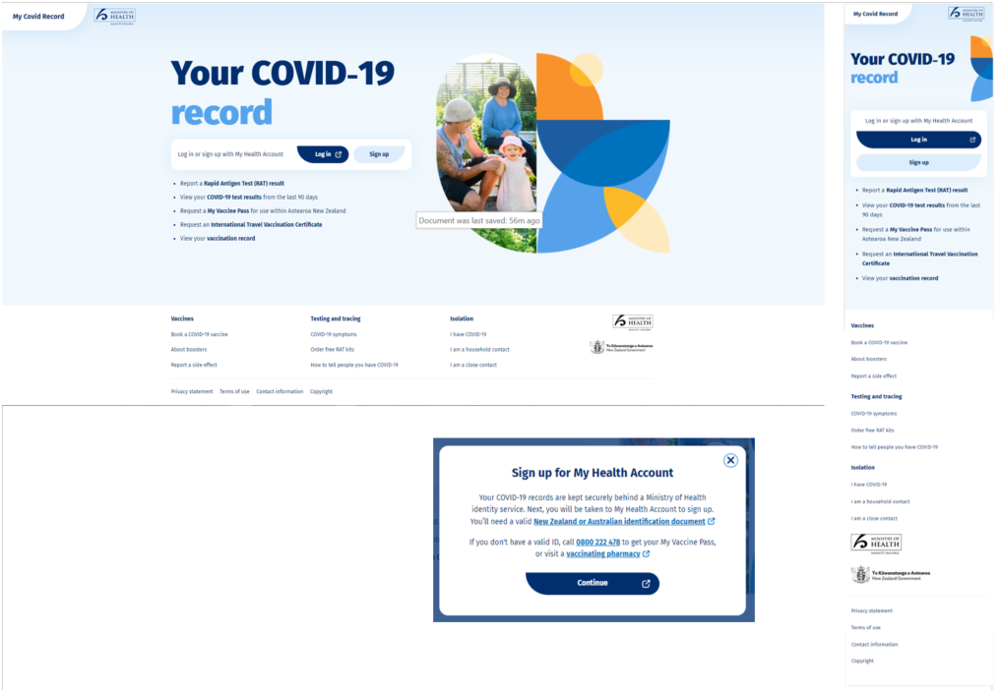 My Covid Record
MINISTRY OF
HEALTH
MANATŪ HAUORA
Your COVID-19
record
Log in or sign up with My Health Account
Log in
Sign up
• Report a Rapid Antigen Test (RAT) result
• View your COVID-19 test results from the last 90 days
• Request a My Vaccine Pass for use within Aotearoa New Zealand
• Request an International Travel Vaccination Certificate
• View your vaccination record
Document was last saved: 56m ago
Vaccines
Book a COVID-19 vaccine
About boosters
Report a side effect
Testing and tracing
COVID-19 symptoms
Order free RAT kits
How to tell people you have COVID-19
Isolation
I have COVID-19
I am a household contact
I am a close contact
MINISTRY OF
HEALTH
MANATŪ HAUORA
Te Kāwanatanga o Aotearoa
New Zealand Government
Privacy statement
Terms of use
Contact information
Copyright
Sign up for My Health Account
Your COVID-19 records are kept securely behind a Ministry of Health
identity service. Next, you will be taken to My Health Account to sign up.
You'll need a valid New Zealand or Australian identification document
If you don't have a valid ID, call 0800 222 478 to get your My Vaccine Pass,
or visit a vaccinating pharmacy
Continue
My Covid Record
MINISTRY OF
HEALTH
MANATŪ HAUORA
Your COVID-19
record
Log in or sign up with My Health Account
Log in
Sign up
• Report a Rapid Antigen Test (RAT) result
• View your COVID-19 test results from the last
90 days
• Request a My Vaccine Pass for use within
Aotearoa New Zealand
• Request an International Travel Vaccination
Certificate
• View your vaccination record
Vaccines
Book a COVID-19 vaccine
About boosters
Report a side effect
Testing and tracing
COVID-19 symptoms
Order free RAT kits
How to tell people you have COVID-19
Isolation
I have COVID-19
I am a household contact
I am a close contact
MINISTRY OF
HEALTH
MANATŪ HAUORA
Te Kāwanatanga o Aotearoa
New Zealand Government
Privacy statement
Terms of use
Contact information
Copyright